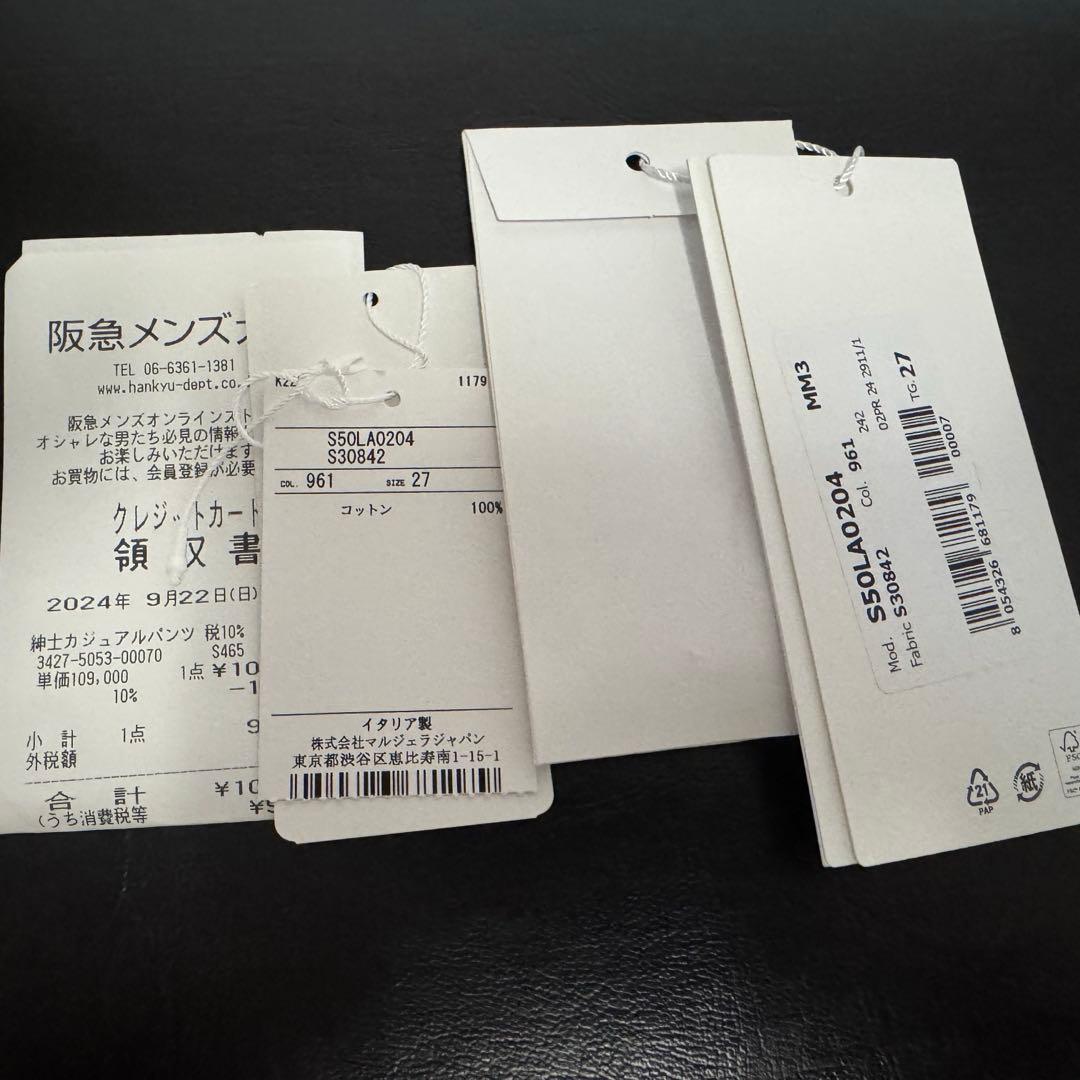 阪急メンズ
TEL 06-6361-1381
www.hankyu-dept.co.
阪急メンズオンラインスト
オシャレな男たち必見の情報
お楽しみいただけます
お買物には、会員登録が必要
クレジットカート
領 収 書
2024年 9月22日(日)
紳士カジュアルパンツ 税10%
3427-5053-00070 S465
単価109,000 1点 ¥10
10% -1
小 計 1点 9
外税額
合 計 ¥10
(うち消費税等
K22 1179
S50LA0204
S30842
COL. 961 SIZE 27
コットン 100%
イタリア製
株式会社マルジェラジャパン
東京都渋谷区恵比寿南1-15-1
MM3
Mod. S50LA0204
Fabric S30842 Col. 961
242
02PR 24 2911/1
TG. 27
00007
8 054326 681179
21
PAP
紙